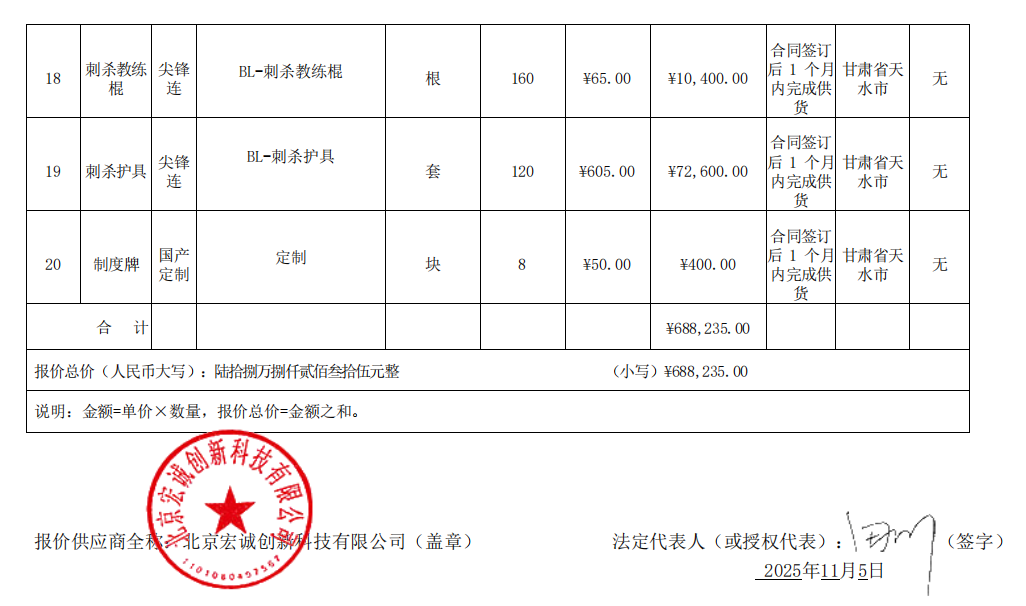 18 刺杀教练棍 尖锋连 BL-刺杀教练棍 根 160 ¥65.00 ¥10,400.00 合同签订后 1 个月内完成供货 甘肃省天水市 无
19 刺杀护具 尖锋连 BL-刺杀护具 套 120 ¥605.00 ¥72,600.00 合同签订后 1 个月内完成供货 甘肃省天水市 无
20 制度牌 国产定制 定制 块 8 ¥50.00 ¥400.00 合同签订后 1 个月内完成供货 甘肃省天水市 无
合 计 ¥688,235.00
报价总价（人民币大写）：陆拾捌万捌仟贰佰叁拾伍元整 （小写）¥688,235.00
说明：金额=单价×数量，报价总价=金额之和。
北京宏诚创新科技有限公司
报价供应商全称：北京宏诚创新科技有限公司（盖章） 法定代表人（或授权代表）： （签字）
2025年11月5日